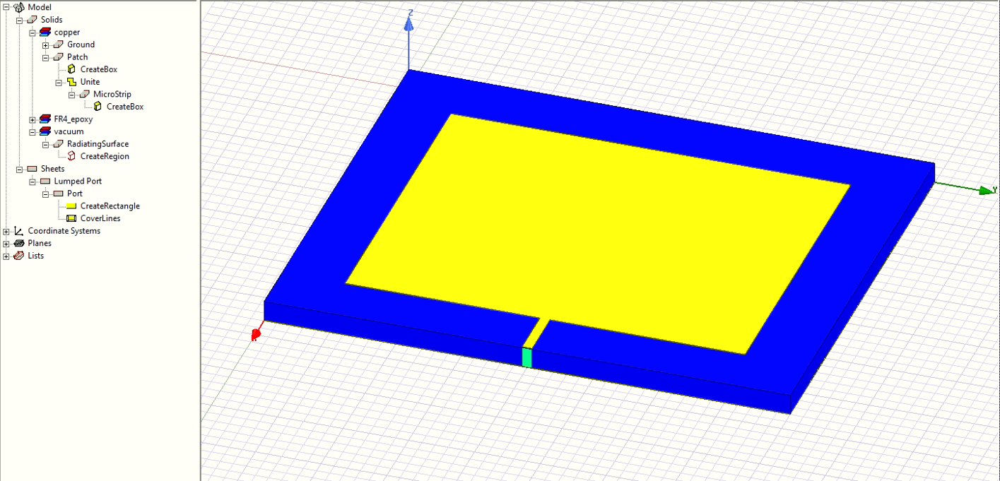 Model
Solids
copper
Ground
Patch
CreateBox
Unite
MicroStrip
CreateBox
FR4_epoxy
vacuum
RadiatingSurface
CreateRegion
Sheets
Lumped Port
Port
CreateRectangle
CoverLines
Coordinate Systems
Planes
Lists
Z
Y